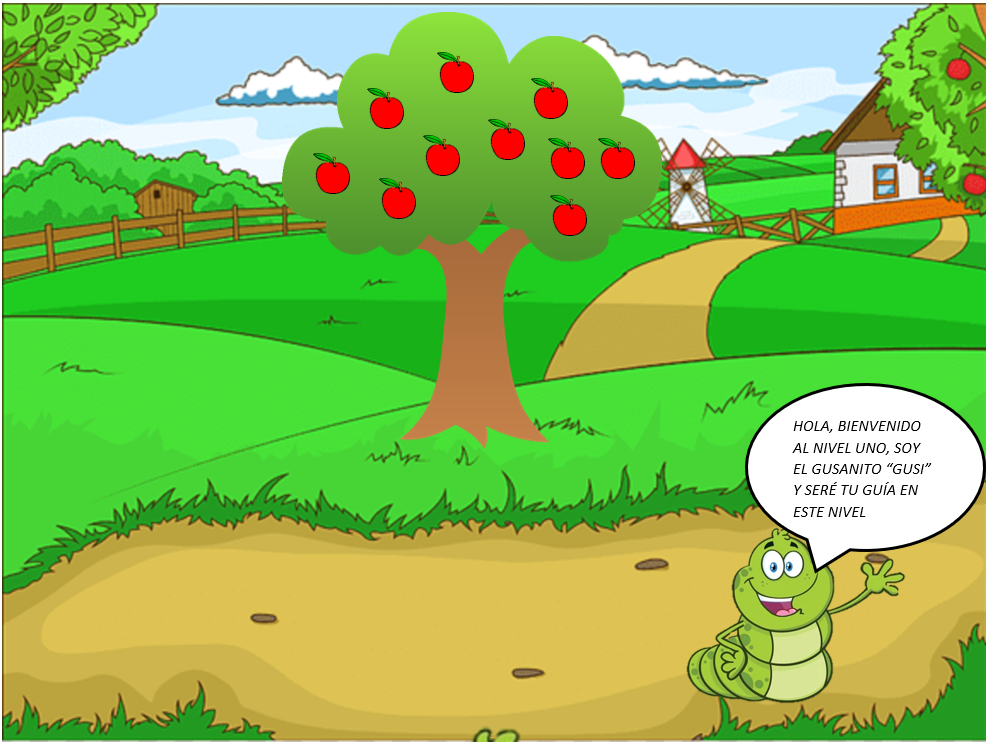 HOLA, BIENVENIDO
AL NIVEL UNO, SOY
EL GUSANITO “GUSI”
Y SERÉ TU GUÍA EN
ESTE NIVEL